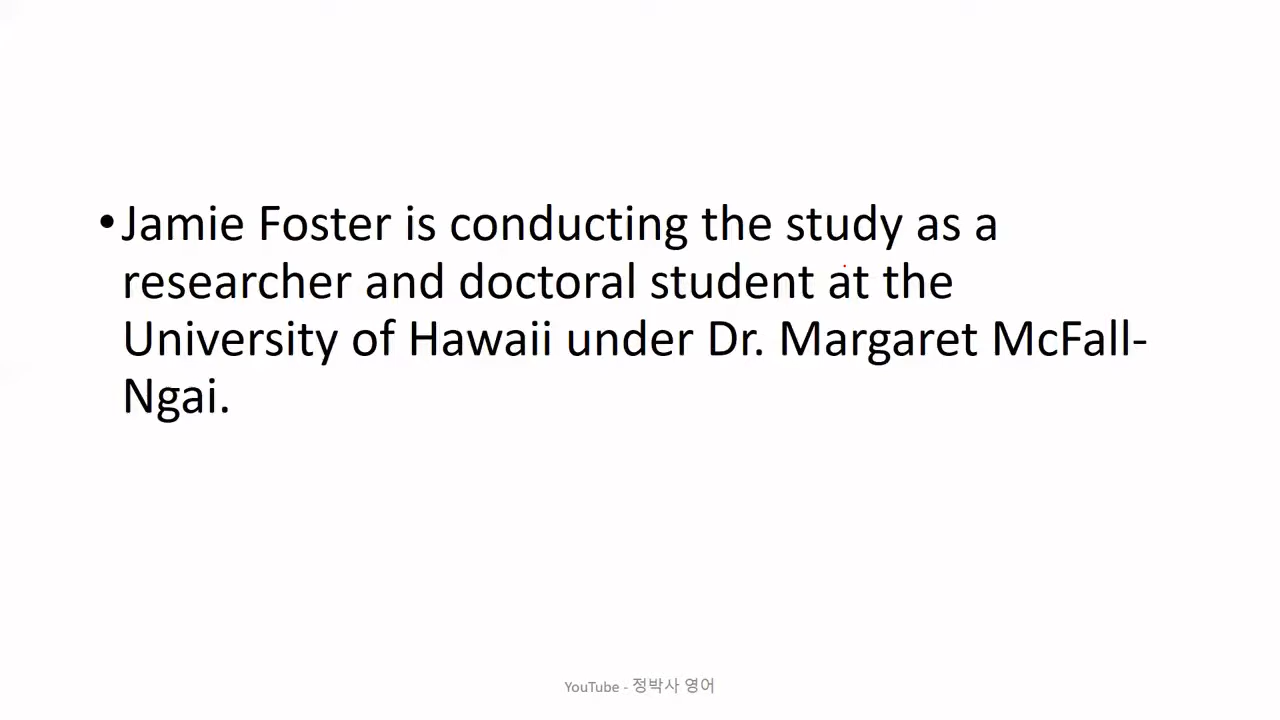 •Jamie Foster is conducting the study as a
researcher and doctoral student at the
University of Hawaii under Dr. Margaret McFall-
Ngai.
YouTube - 정박사 영어